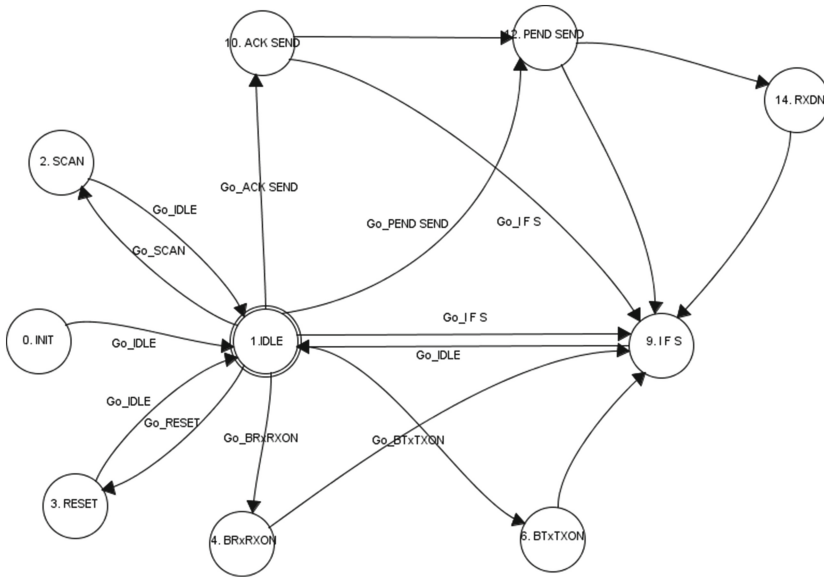 10. ACK SEND
12. PEND SEND
14. RXDN
2. SCAN
Go_ACK SEND
Go_IDLE
Go_PEND SEND
Go_I F S
Go_SCAN
Go_I F S
0. INIT
Go_IDLE
1.IDLE
Go_IDLE
9. I F S
Go_IDLE
Go_RESET
Go_BRxRXON
Go_BTxTXON
3. RESET
4. BRxRXON
6. BTxTXON